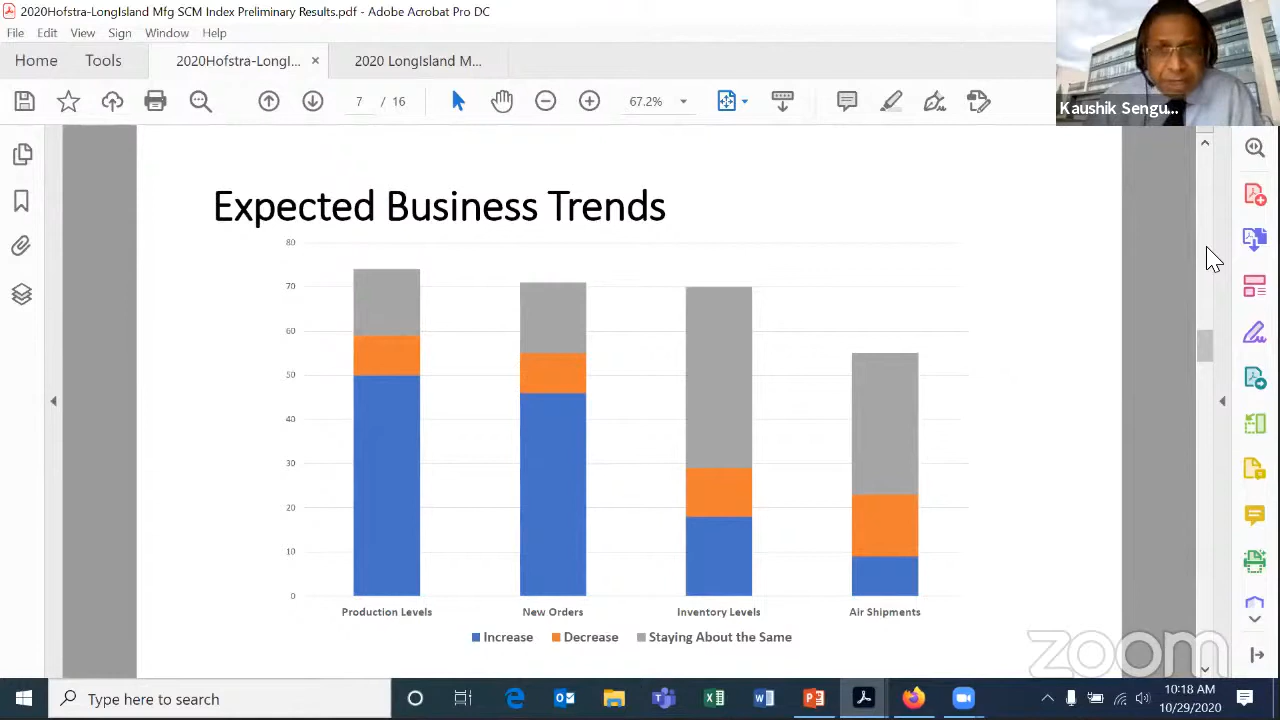 2020Hofstra-LongIsland Mfg SCM Index Preliminary Results.pdf - Adobe Acrobat Pro DC
File Edit View Sign Window Help
Home Tools 2020Hofstra-LongI... × 2020 LongIsland M...
7 / 16 67.2%
Kaushik Sengu...
Expected Business Trends
80
70
60
50
40
30
20
10
0
Production Levels New Orders Inventory Levels Air Shipments
Increase Decrease Staying About the Same
zoom
Type here to search
10:18 AM
10/29/2020